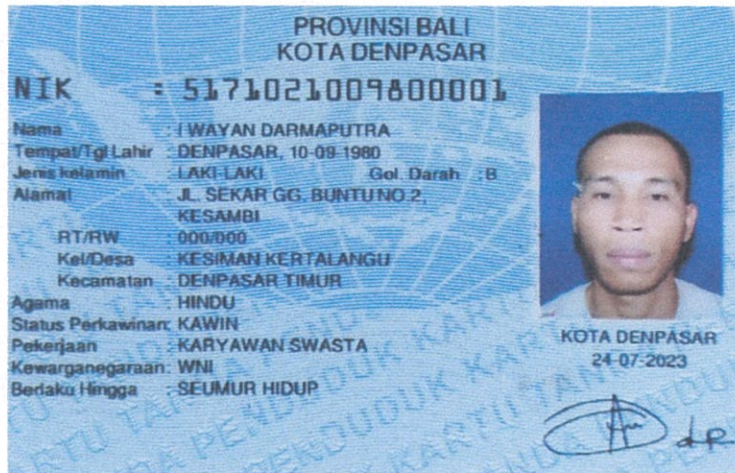 PROVINSI BALI
KOTA DENPASAR
NIK : 5171021009800001
Nama : I WAYAN DARMAPUTRA
Tempat/Tgl Lahir : DENPASAR, 10-09-1980
Jenis kelamin : LAKI-LAKI Gol. Darah : B
Alamat : JL. SEKAR GG. BUNTU NO 2,
KESAMBI
RT/RW : 000/000
Kel/Desa : KESIMAN KERTALANGU
Kecamatan : DENPASAR TIMUR
Agama : HINDU
Status Perkawinan: KAWIN
Pekerjaan : KARYAWAN SWASTA
Kewarganegaraan: WNI
Berlaku Hingga : SEUMUR HIDUP
KOTA DENPASAR
24-07-2023